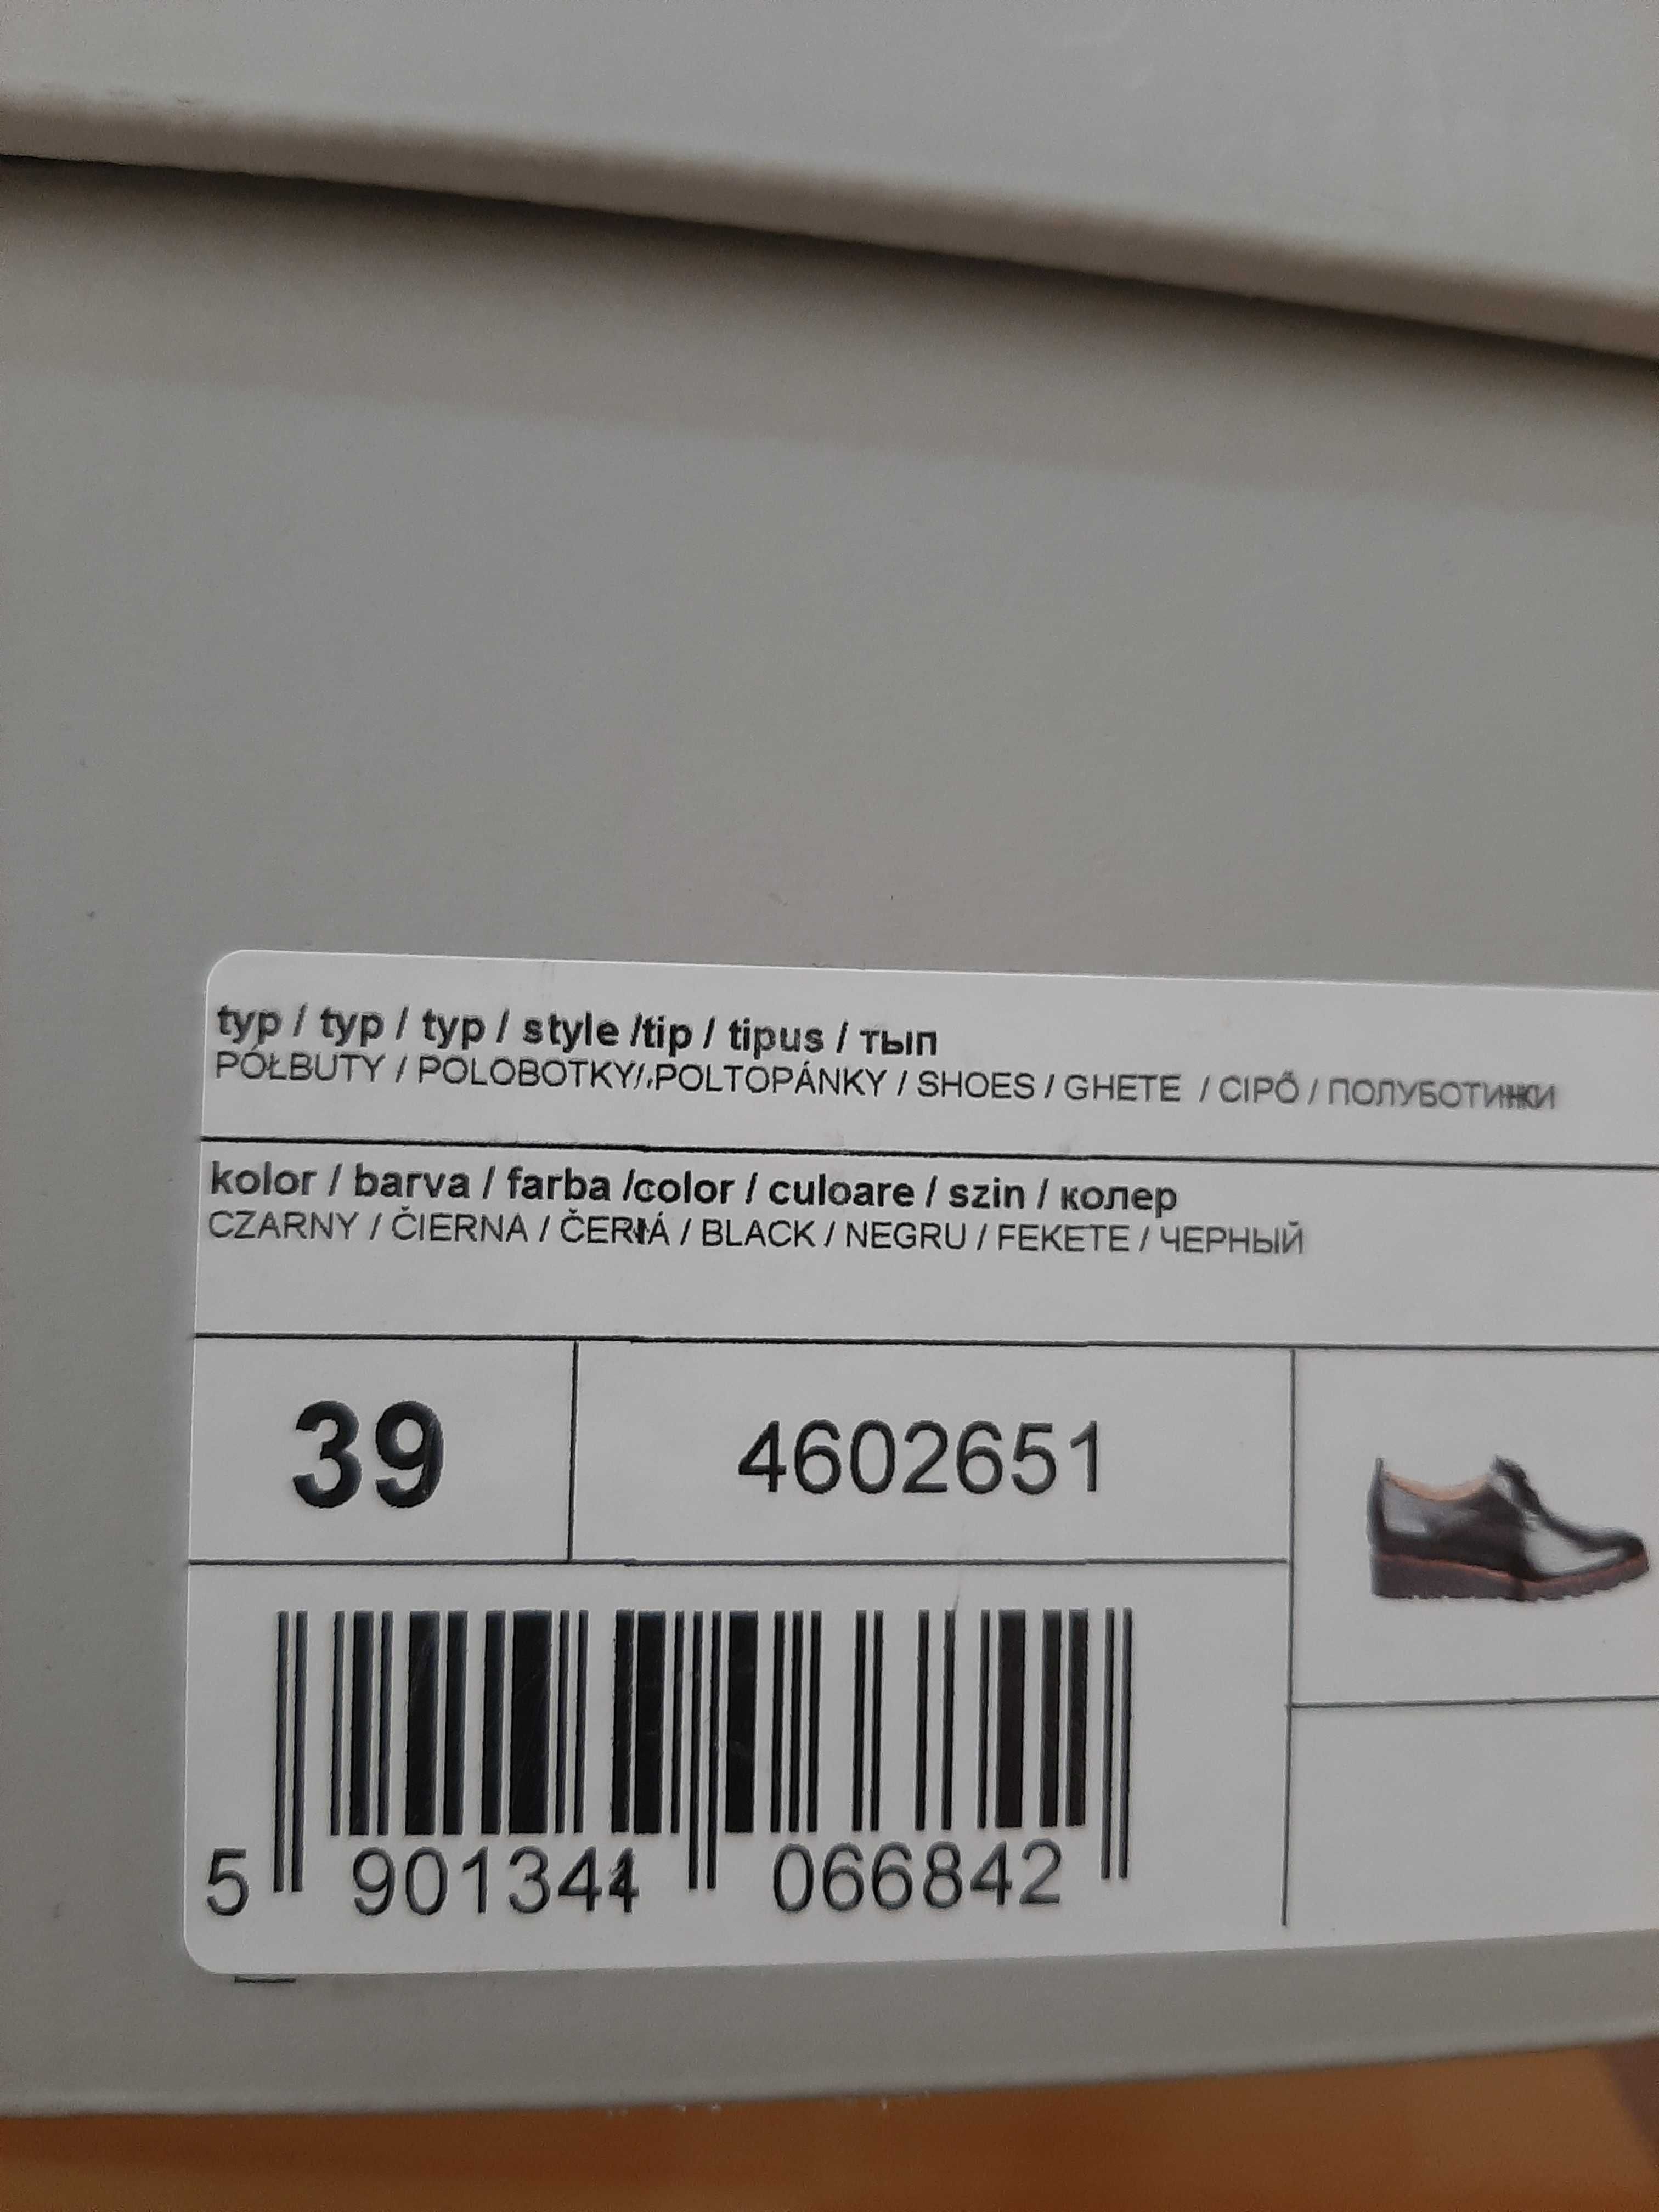 typ / typ / typ / style /tip / tipus / тып
PÓŁBUTY / POLOBOTKY/ POLTOPÁNKY / SHOES / GHETE / CIPŐ / ПОЛУБОТИНКИ
kolor / barva / farba /color / culoare / szin / колер
CZARNY / ČIERNA / ČERNÁ / BLACK / NEGRU / FEKETE / ЧЕРНЫЙ
39 4602651
5 901344 066842